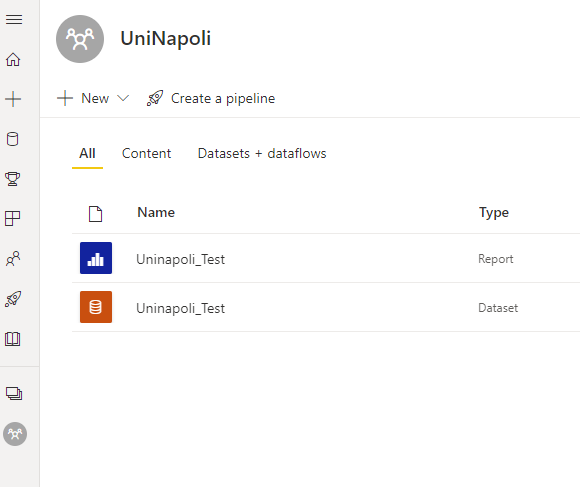 UniNapoli
New
Create a pipeline
All
Content
Datasets + dataflows
Name
Type
Uninapoli_Test
Report
Uninapoli_Test
Dataset